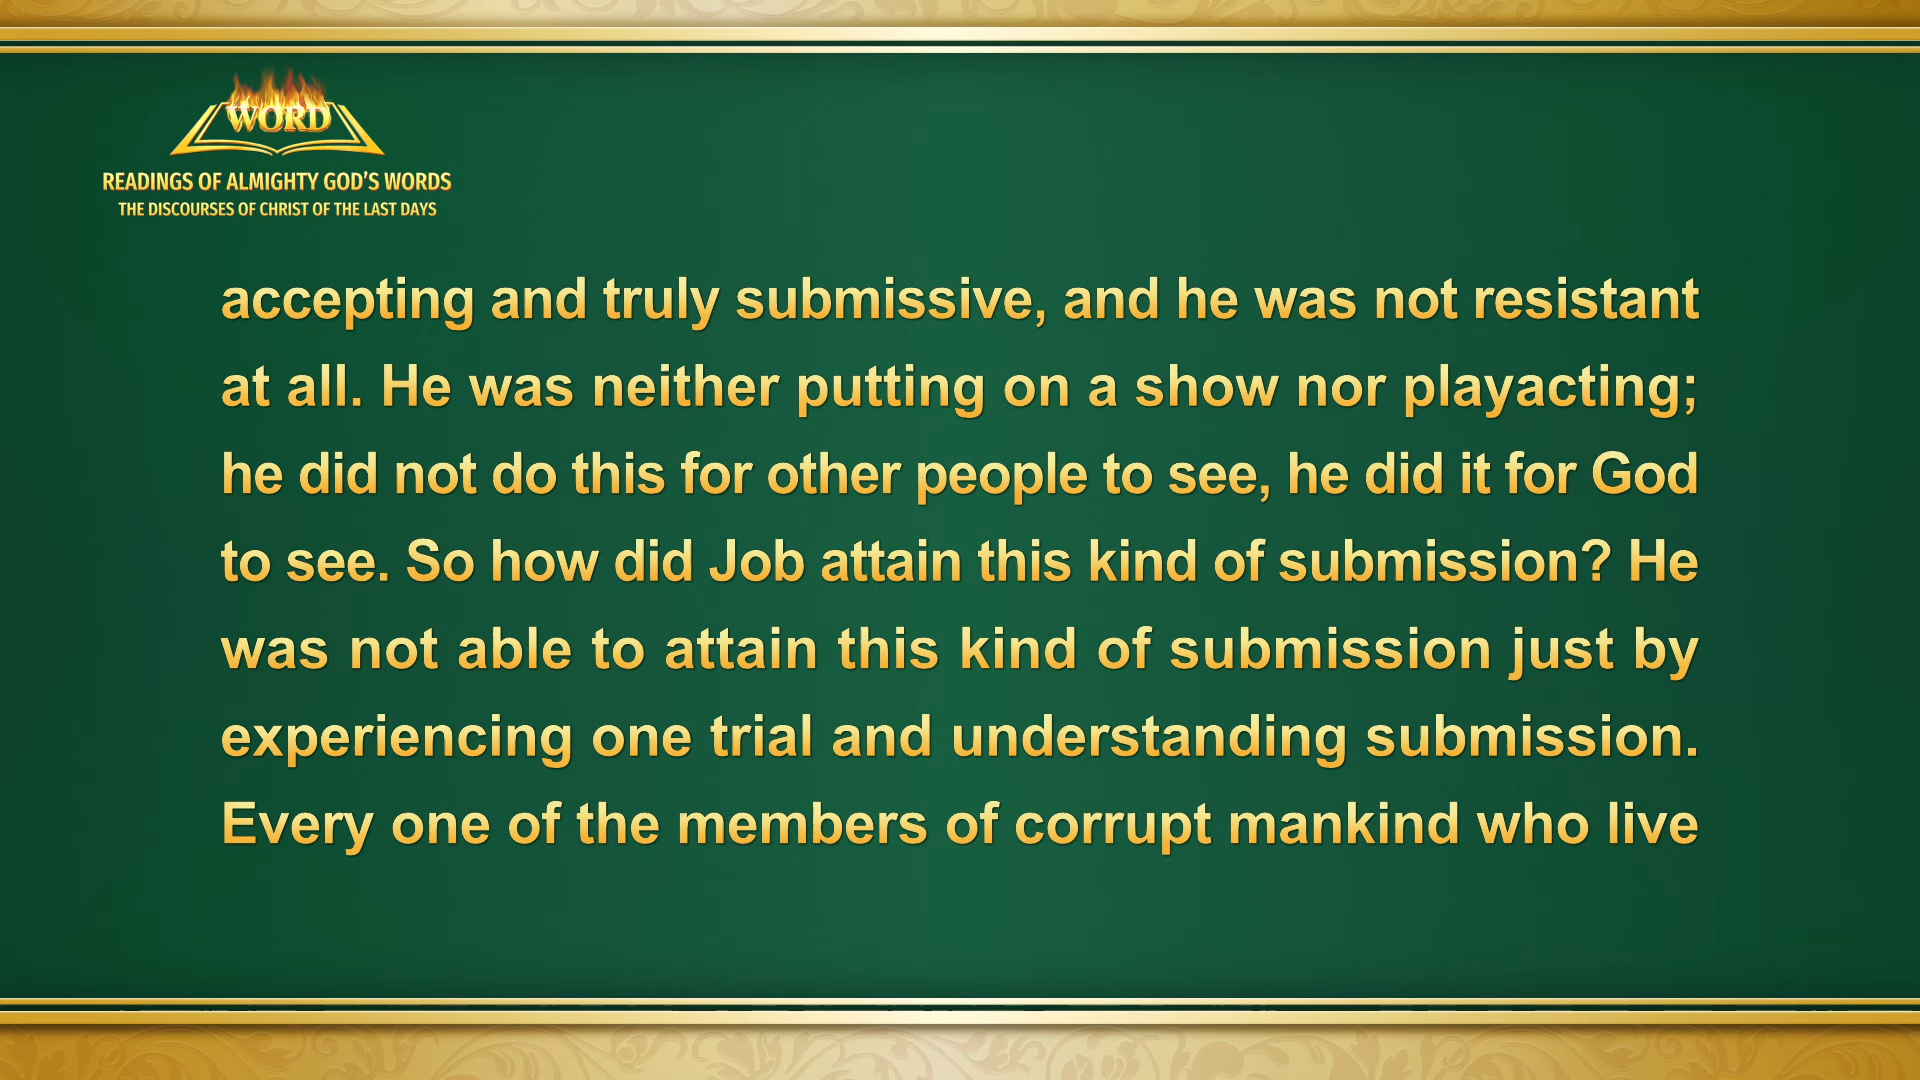 WORD
READINGS OF ALMIGHTY GOD'S WORDS
THE DISCOURSES OF CHRIST OF THE LAST DAYS
accepting and truly submissive, and he was not resistant
at all. He was neither putting on a show nor playacting;
he did not do this for other people to see, he did it for God
to see. So how did Job attain this kind of submission? He
was not able to attain this kind of submission just by
experiencing one trial and understanding submission.
Every one of the members of corrupt mankind who live